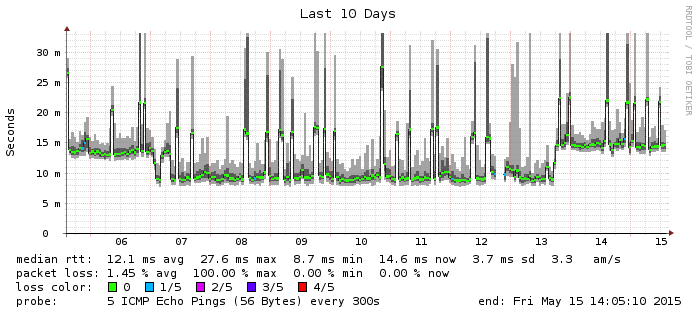 Last 10 Days
RRDTOOL / TOBI OETIKER
Seconds
30 m
25 m
20 m
15 m
10 m
5 m
0
06 07 08 09 10 11 12 13 14 15
median rtt: 12.1 ms avg 27.6 ms max 8.7 ms min 14.6 ms now 3.7 ms sd 3.3 am/s
packet loss: 1.45 % avg 100.00 % max 0.00 % min 0.00 % now
loss color: 0 1/5 2/5 3/5 4/5
probe: 5 ICMP Echo Pings (56 Bytes) every 300s end: Fri May 15 14:05:10 2015